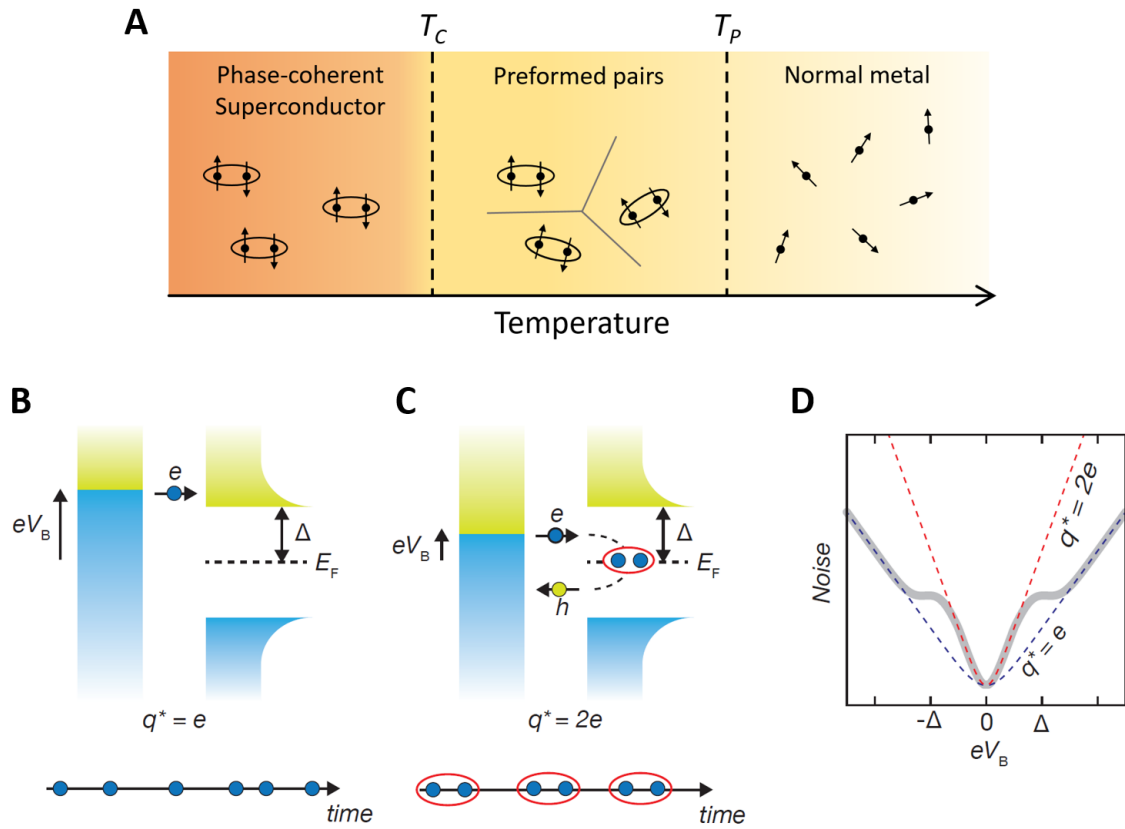 A
T_C
T_P
Phase-coherent
Superconductor
Preformed pairs
Normal metal
Temperature
B
e
eV_B
Δ
E_F
q* = e
time
C
e
eV_B
Δ
E_F
h
q* = 2e
time
D
Noise
q* = 2e
q* = e
-Δ
0
Δ
eV_B